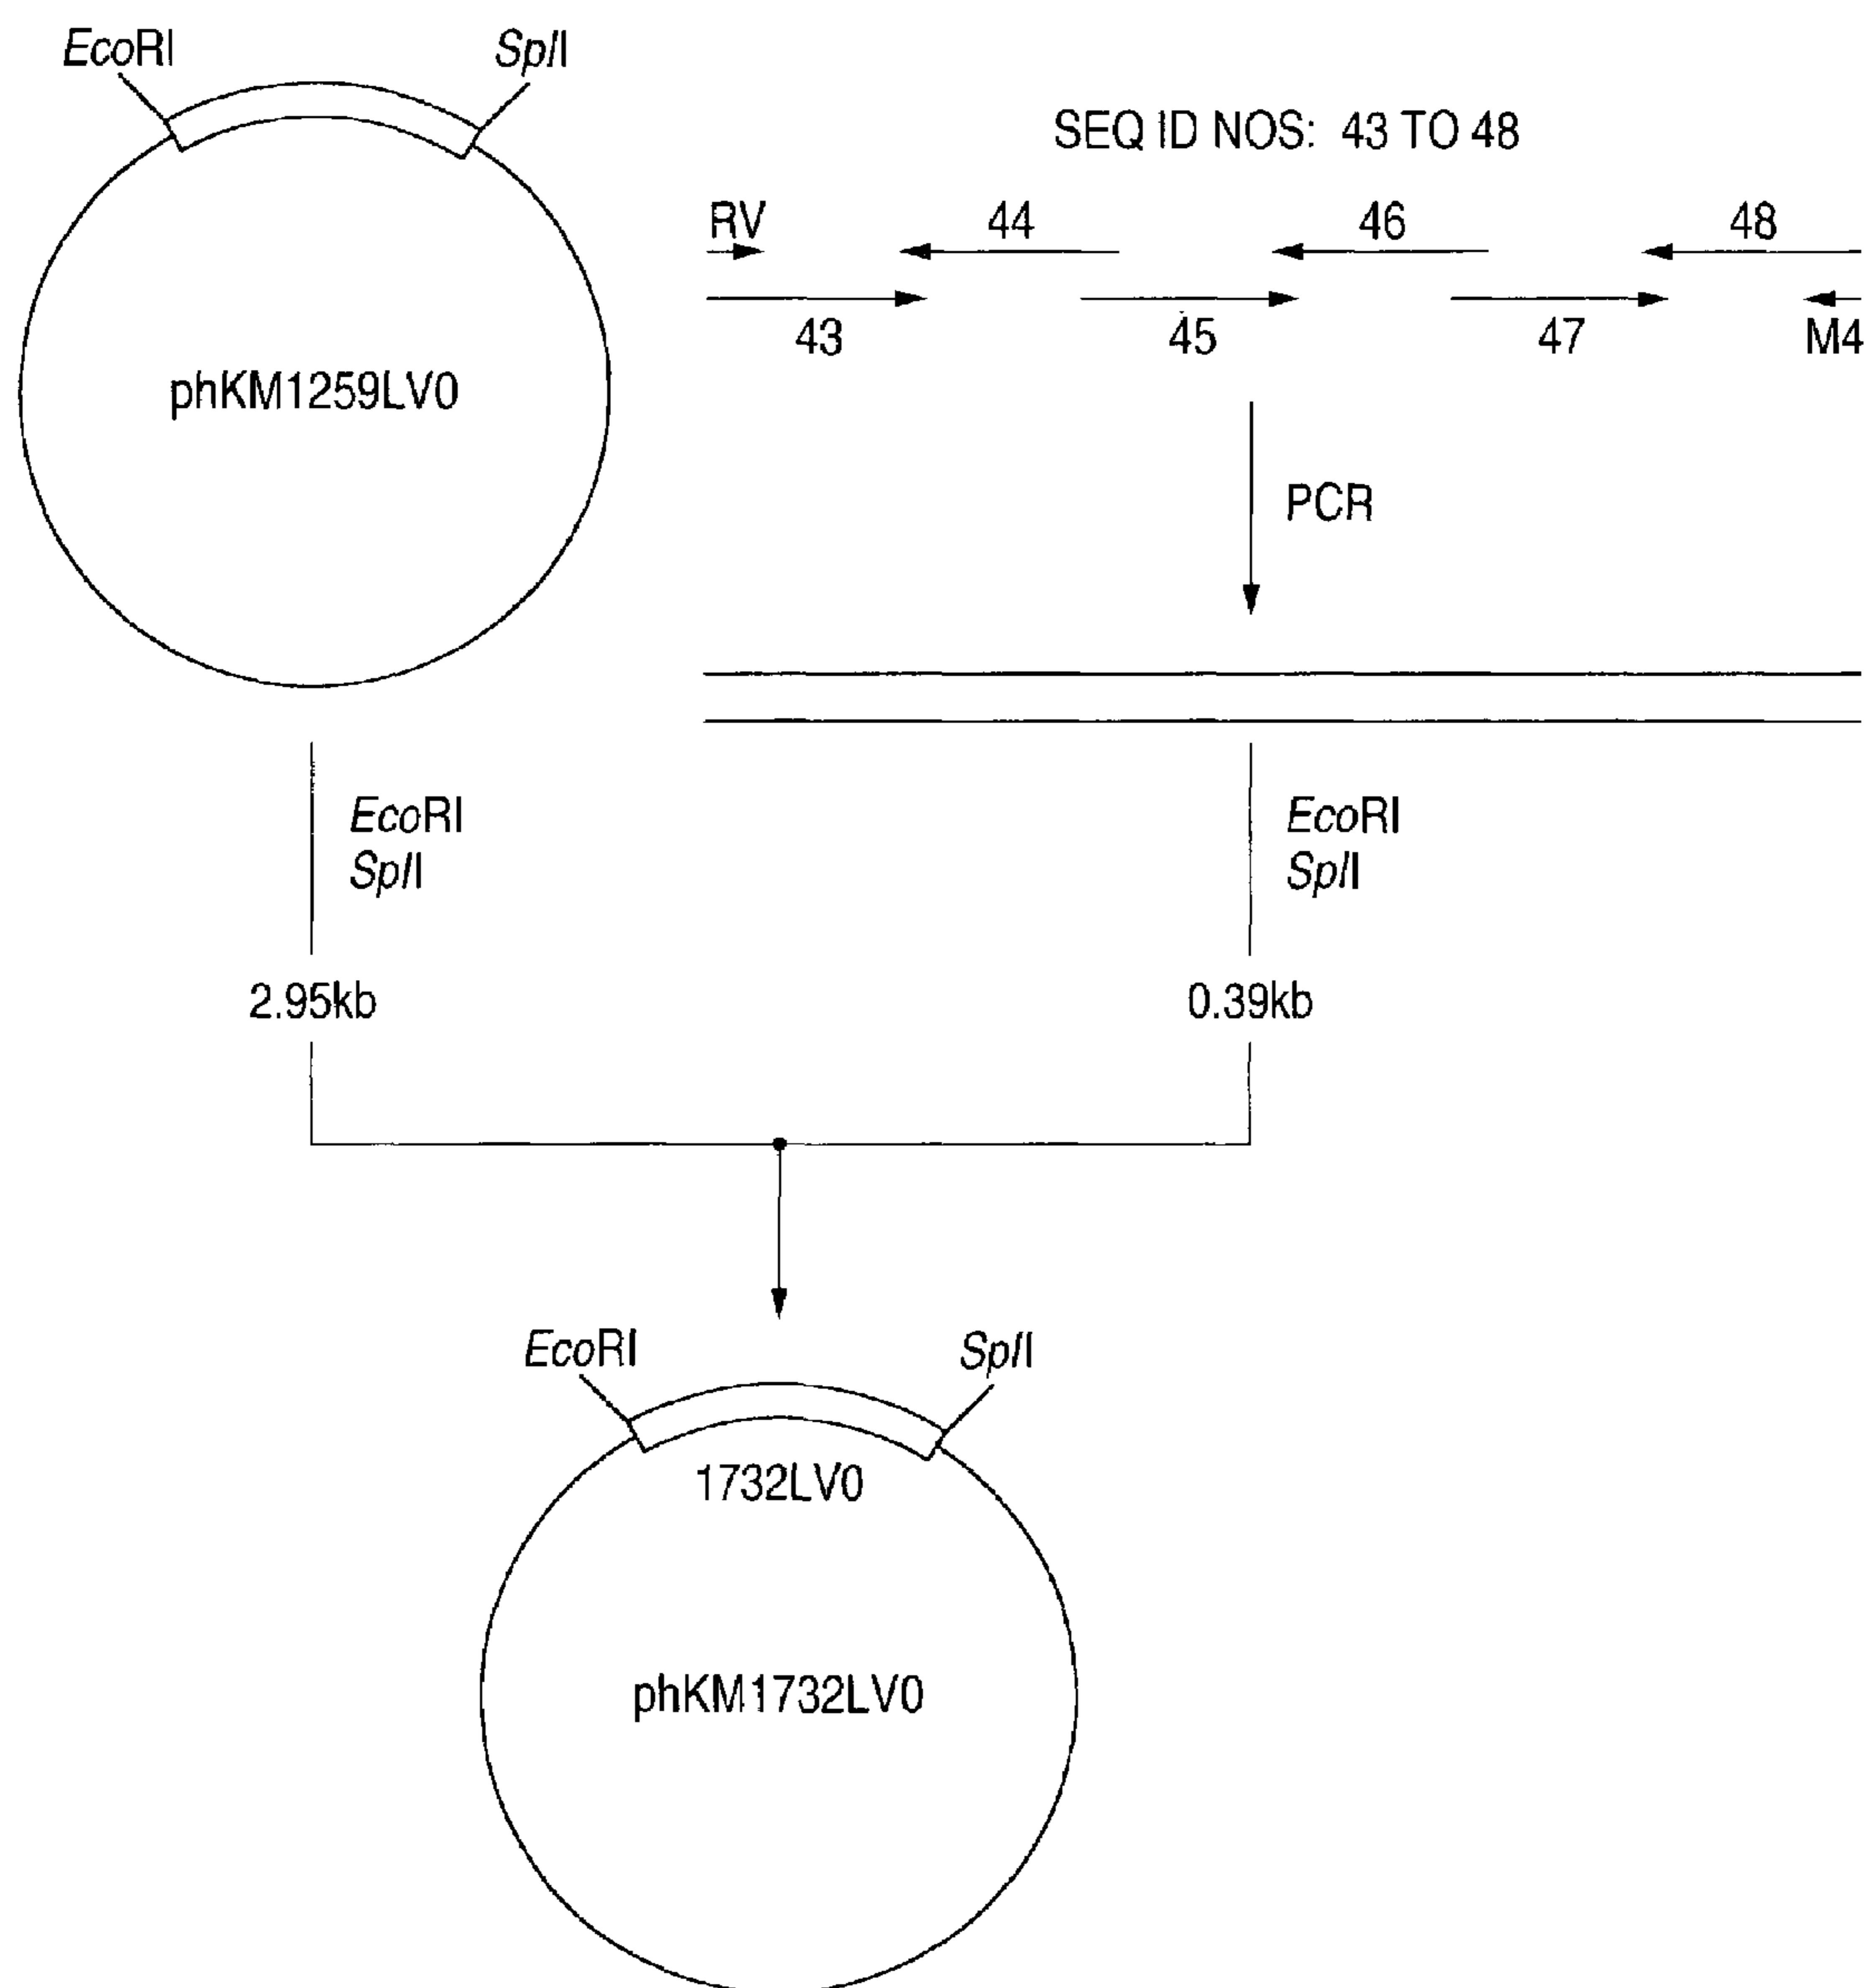 EcoRI
SplI
SEQ ID NOS: 43 TO 48
RV
44
46
48
43
45
47
M4
phKM1259LV0
PCR
EcoRI
SplI
EcoRI
SplI
2.95kb
0.39kb
EcoRI
SplI
1732LV0
phKM1732LV0